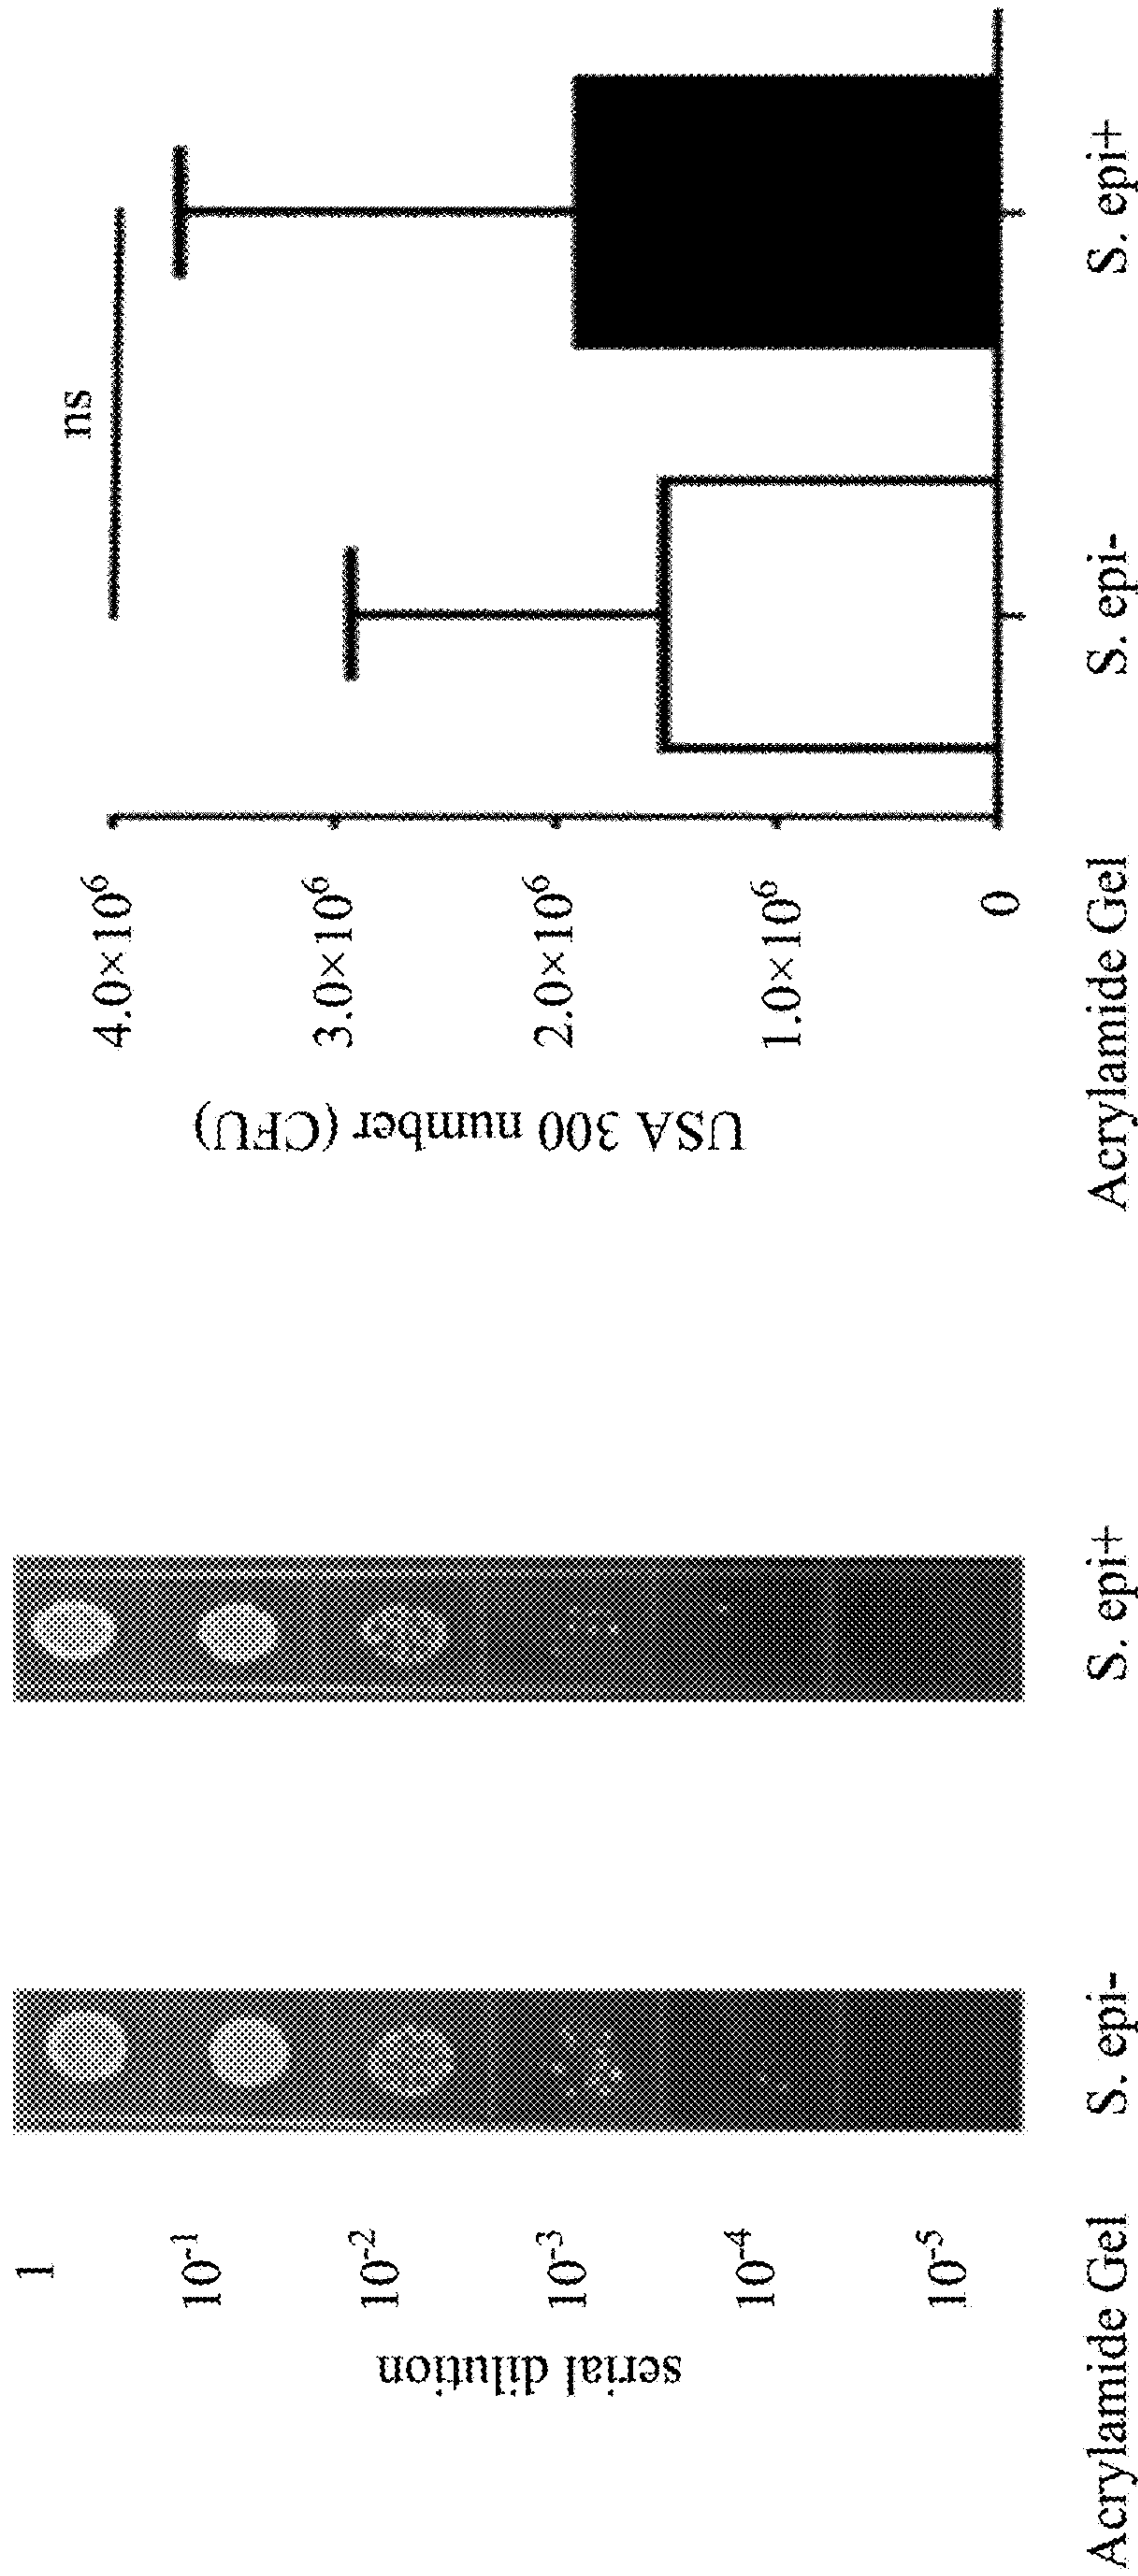 serial dilution
1
10⁻¹
10⁻²
10⁻³
10⁻⁴
10⁻⁵
Acrylamide Gel S. epi- S. epi+
ns
USA 300 number (CFU)
4.0×10⁶
3.0×10⁶
2.0×10⁶
1.0×10⁶
0
Acrylamide Gel S. epi- S. epi+